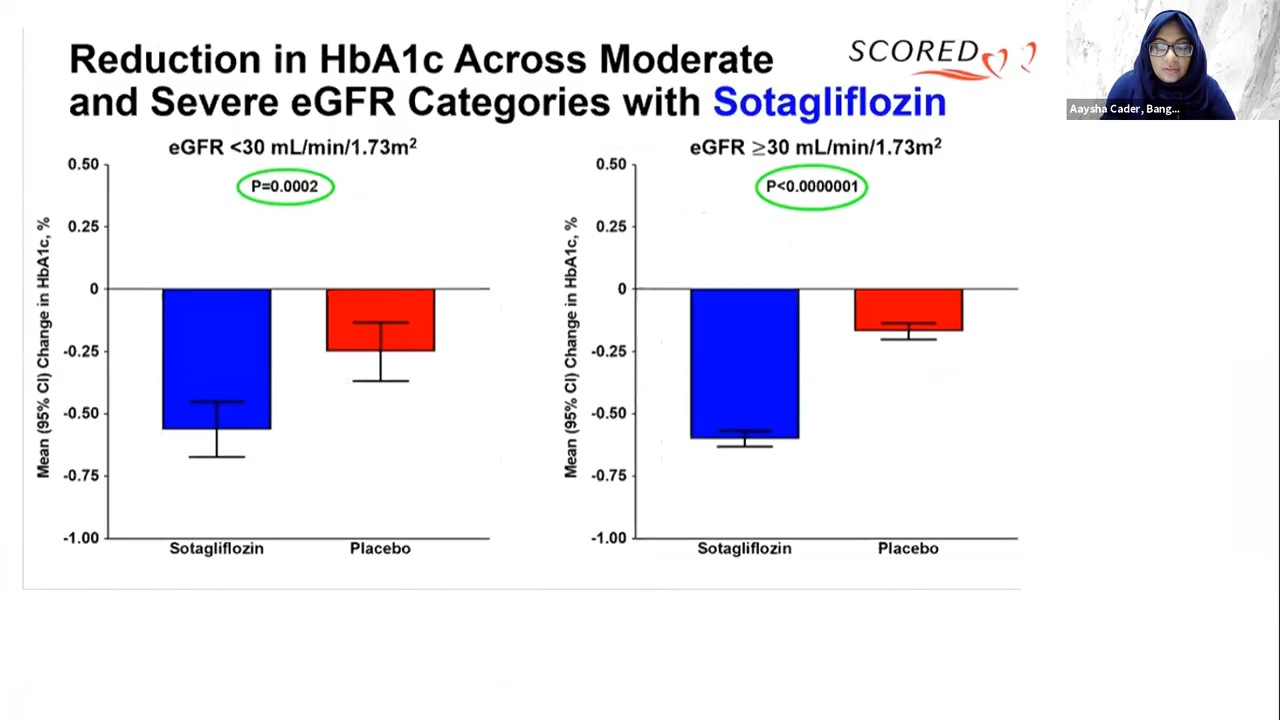 Reduction in HbA1c Across Moderate
and Severe eGFR Categories with Sotagliflozin
SCORED
Aaysha Cader, Bang...
eGFR <30 mL/min/1.73m²
P=0.0002
Mean (95% CI) Change in HbA1c, %
0.50
0.25
0
-0.25
-0.50
-0.75
-1.00
Sotagliflozin
Placebo
eGFR ≥30 mL/min/1.73m²
P<0.0000001
Mean (95% CI) Change in HbA1c, %
0.50
0.25
0
-0.25
-0.50
-0.75
-1.00
Sotagliflozin
Placebo